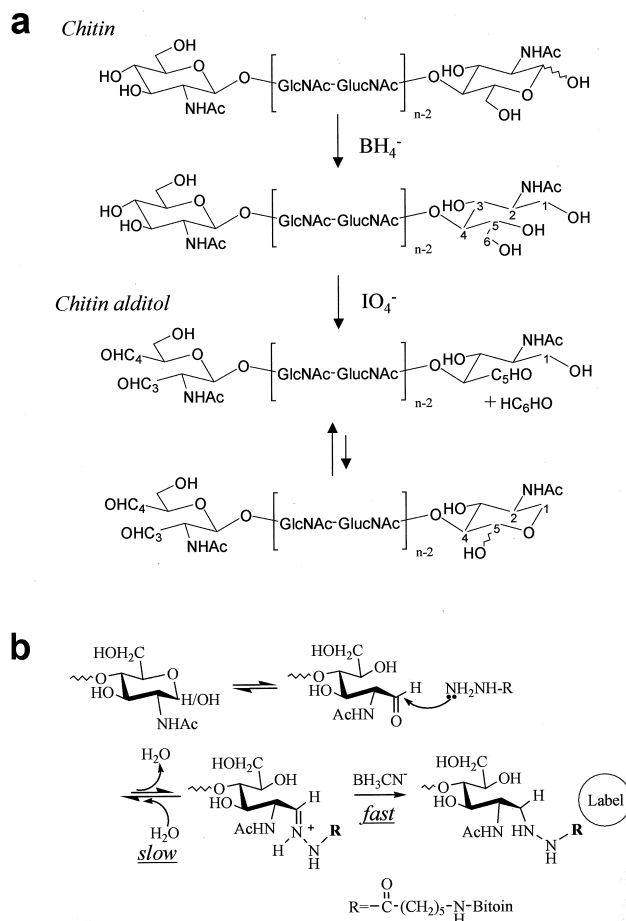 a
Chitin
OH
HO
HO
O
NHAc
O
GlcNAc-GlucNAc
n-2
O
HO
NHAc
O
OH
OH
BH4-
OH
HO
HO
O
NHAc
O
GlcNAc-GlucNAc
n-2
O
HO
3
4
2
NHAc
1
OH
5
OH
6
OH
Chitin alditol
IO4-
OH
OHC4
OHC3
O
NHAc
O
GlcNAc-GlucNAc
n-2
O
HO
NHAc
1
OH
C5HO
+ HC6HO
OH
OHC4
OHC3
O
NHAc
O
GlcNAc-GlucNAc
n-2
O
HO
NHAc
2
1
4
5
O
HO
b
HOH2C
O
O
HO
H/OH
NHAc
HOH2C
OH
O
HO
AcHN
H
O
NH2NH-R
H2O
H2O
slow
HOH2C
OH
O
HO
AcHN
H
N+
H
N
H
R
BH3CN-
fast
HOH2C
OH
O
HO
AcHN
H
HN
N
H
R
Label
O
R=-C-(CH2)5-N-Bitoin
H